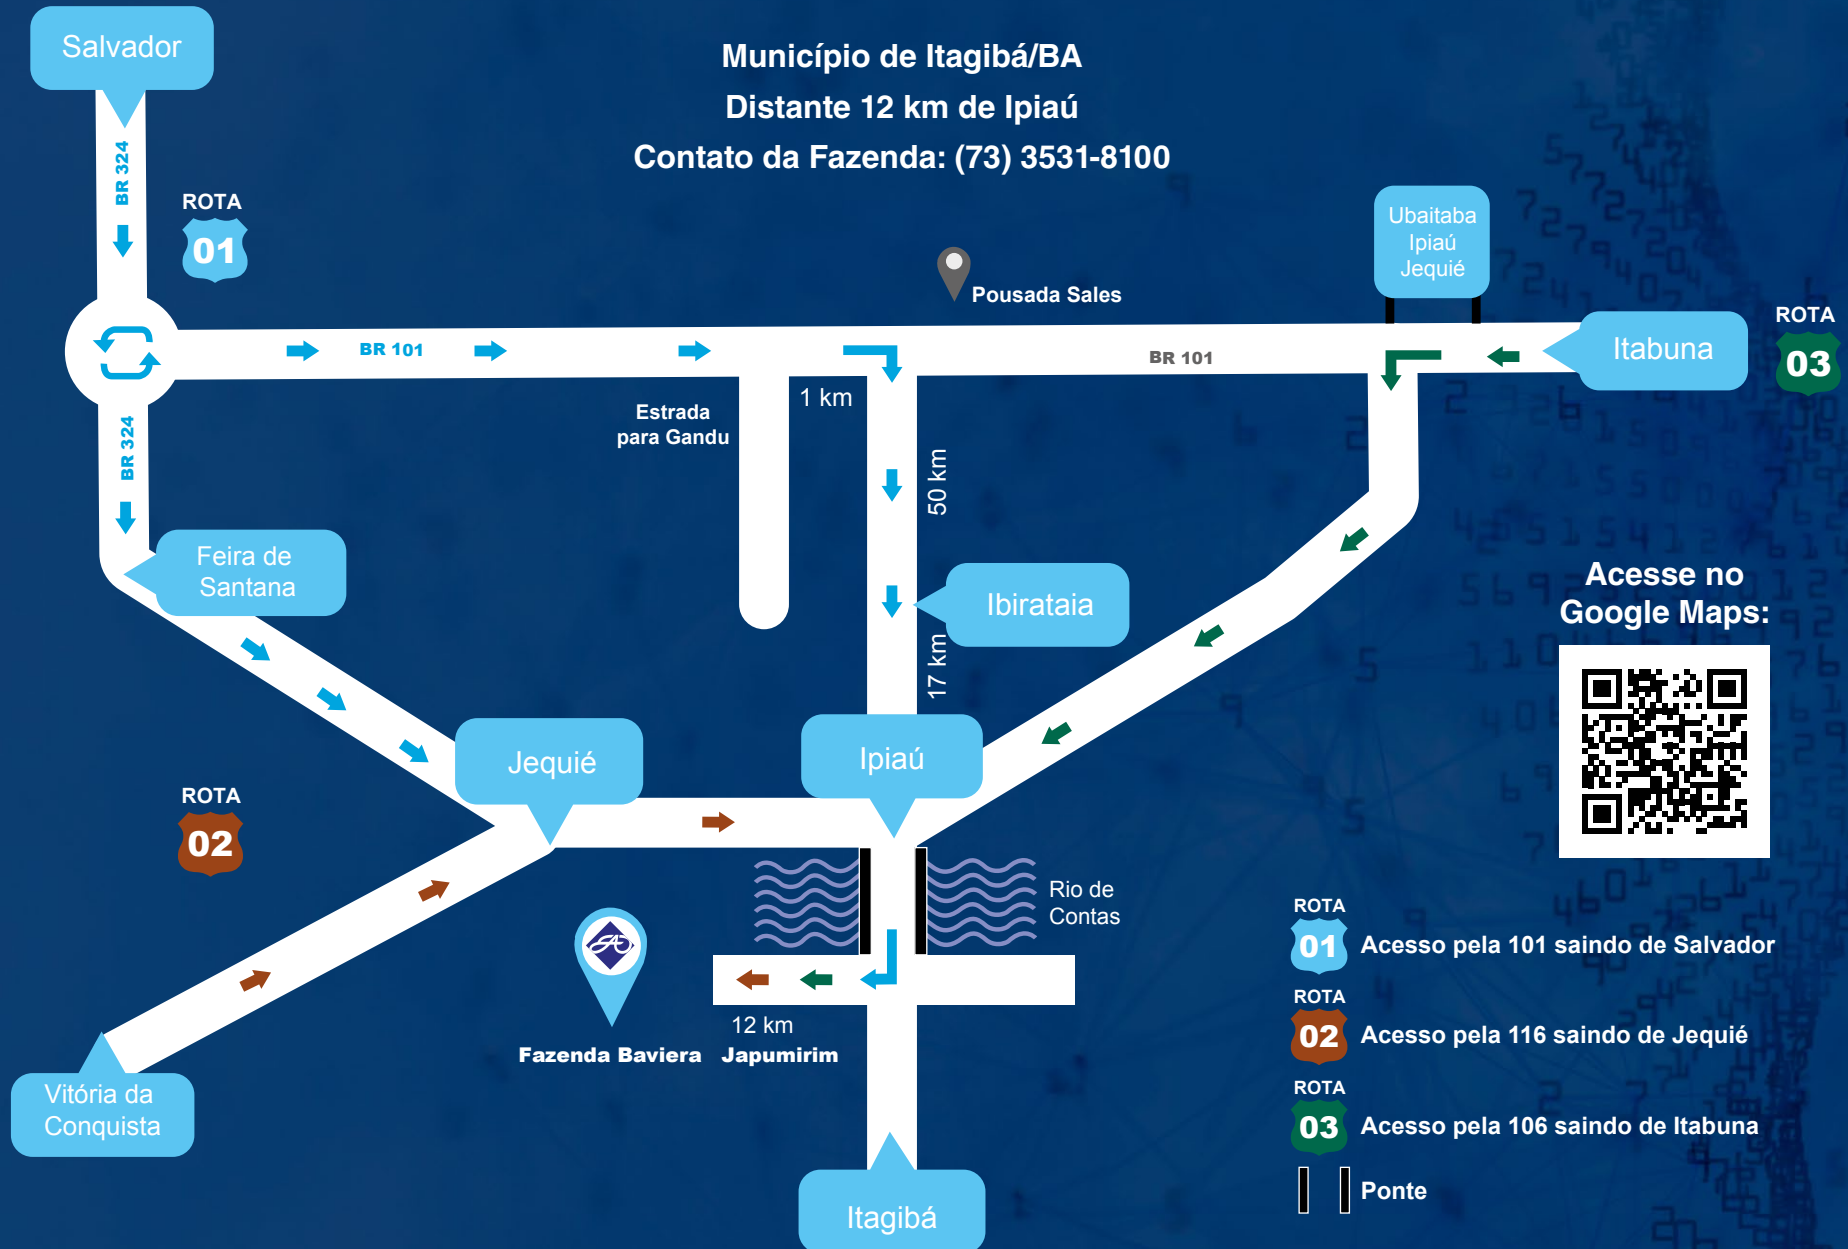 Salvador
Município de Itagibá/BA
Distante 12 km de Ipiaú
Contato da Fazenda: (73) 3531-8100
BR 324
ROTA
01
Ubaitaba
Ipiaú
Jequié
Pousada Sales
BR 101
BR 101
Itabuna
ROTA
03
1 km
Estrada
para Gandu
BR 324
50 km
Feira de
Santana
Ibirataia
17 km
Acesse no
Google Maps:
Jequié
Ipiaú
ROTA
02
Rio de
Contas
12 km
Fazenda Baviera
Japumirim
Vitória da
Conquista
Itagibá
ROTA
01
Acesso pela 101 saindo de Salvador
ROTA
02
Acesso pela 116 saindo de Jequié
ROTA
03
Acesso pela 106 saindo de Itabuna
Ponte